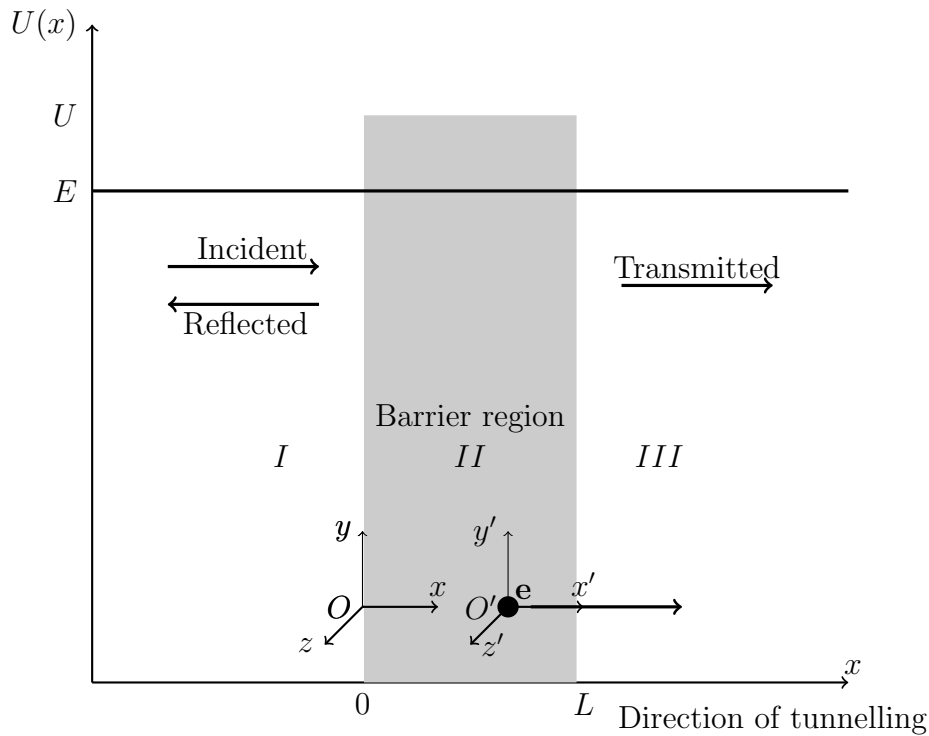 U(x)
U
E
Incident
Reflected
Transmitted
Barrier region
I
II
III
y
y′
O
x
z
O′
e
x′
z′
x
0
L
Direction of tunnelling